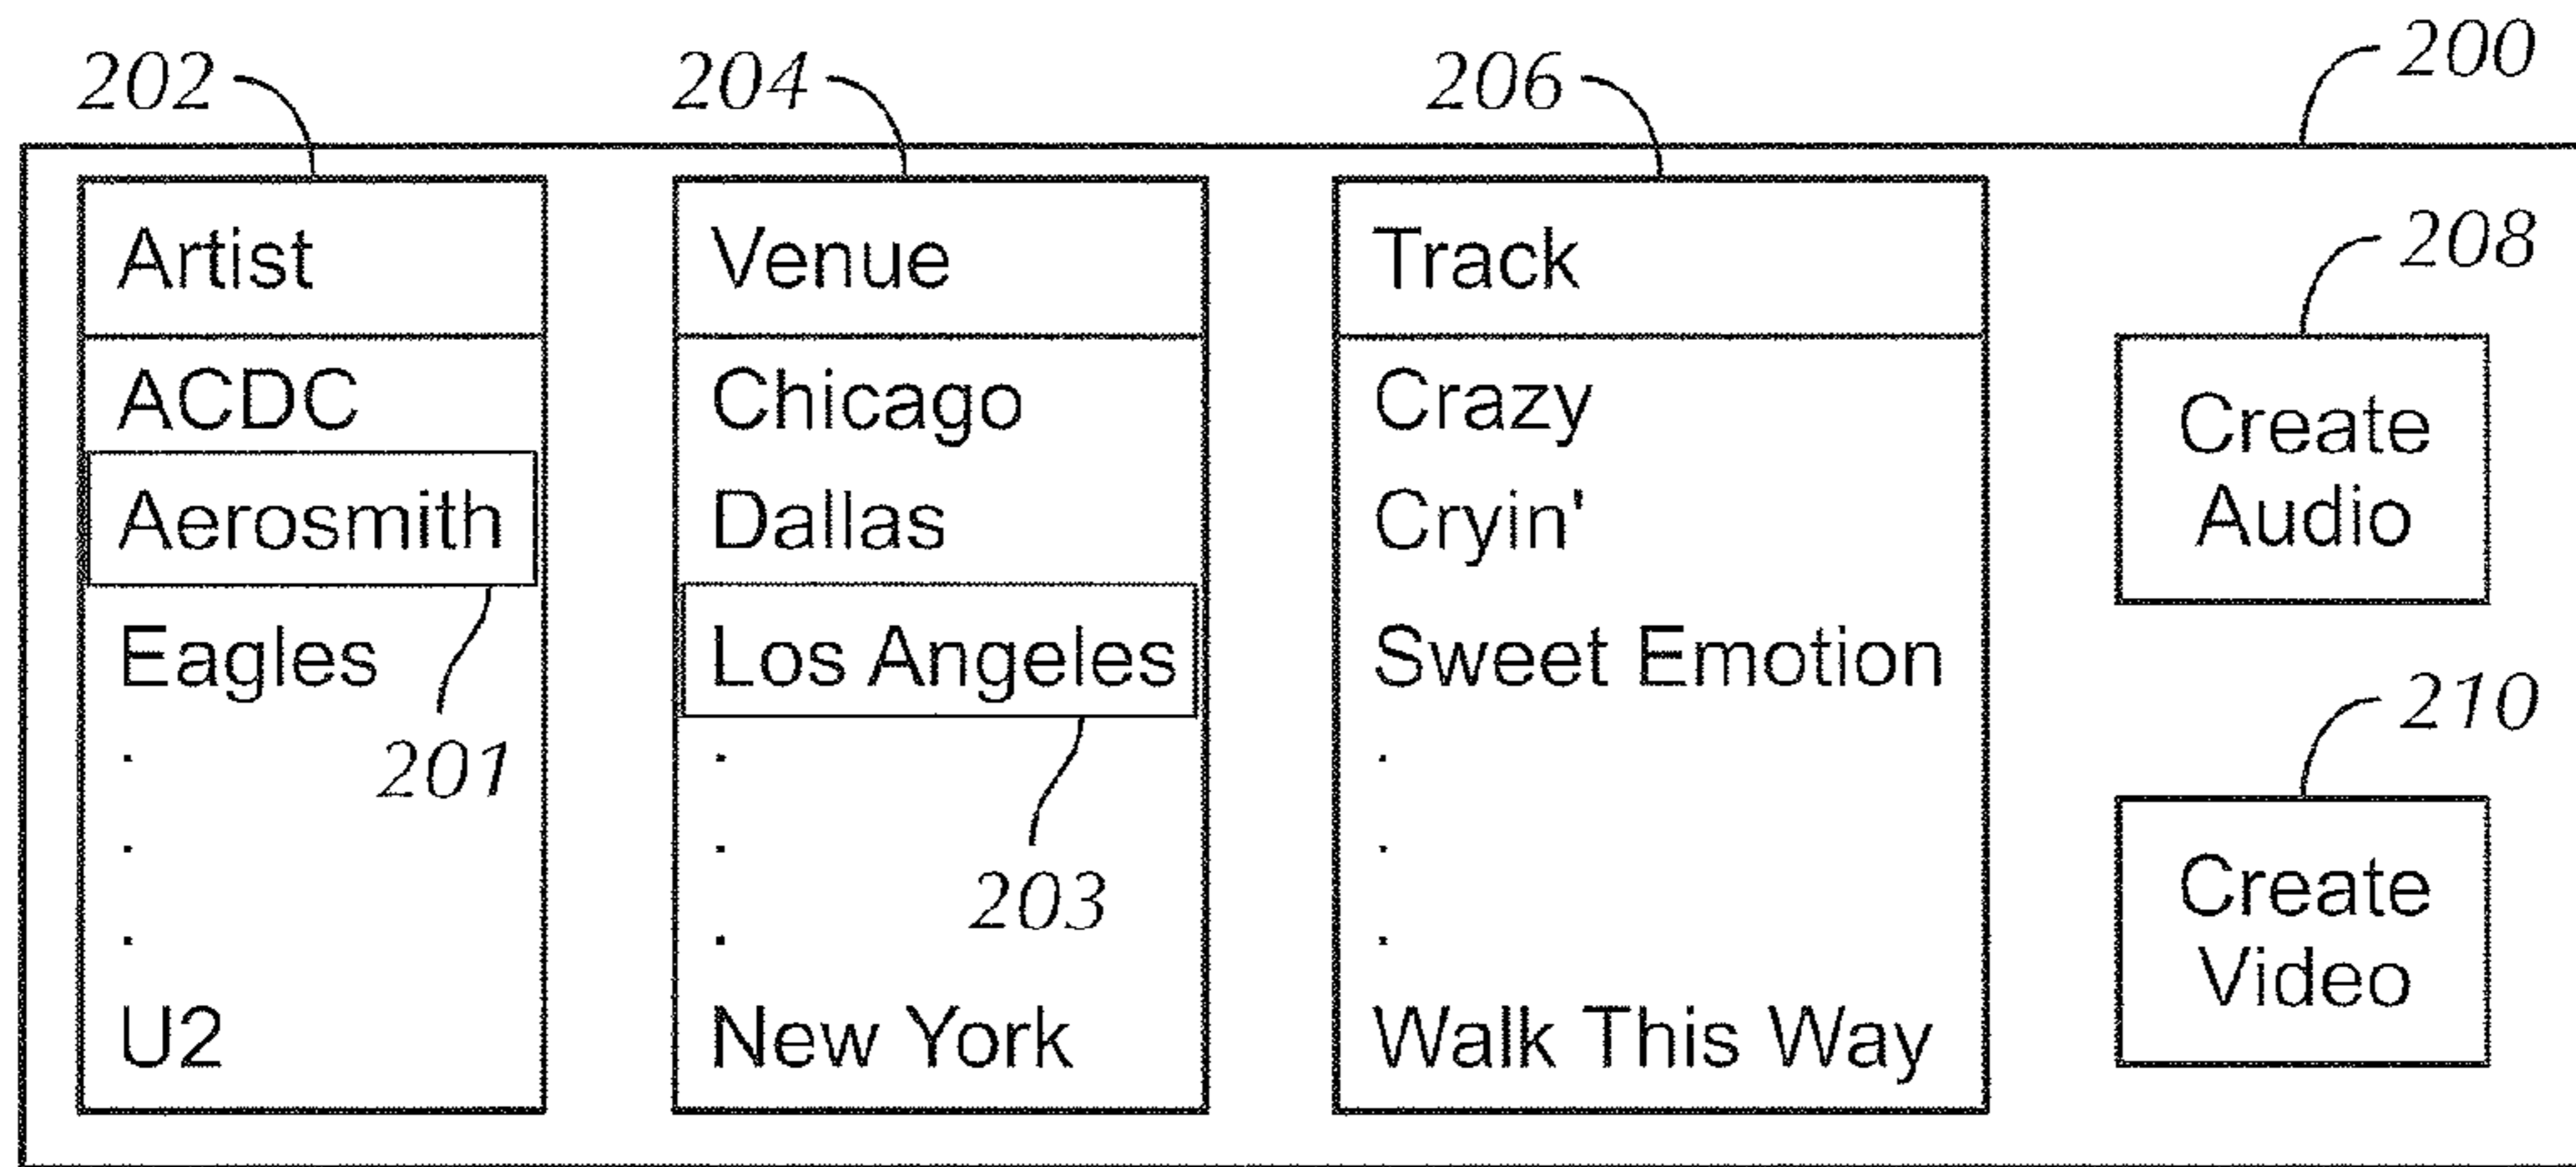 200
202
204
206
208
Artist
ACDC
Aerosmith
Eagles
.
.
.
U2
201
Venue
Chicago
Dallas
Los Angeles
.
.
.
New York
203
Track
Crazy
Cryin'
Sweet Emotion
.
.
.
Walk This Way
Create
Audio
210
Create
Video